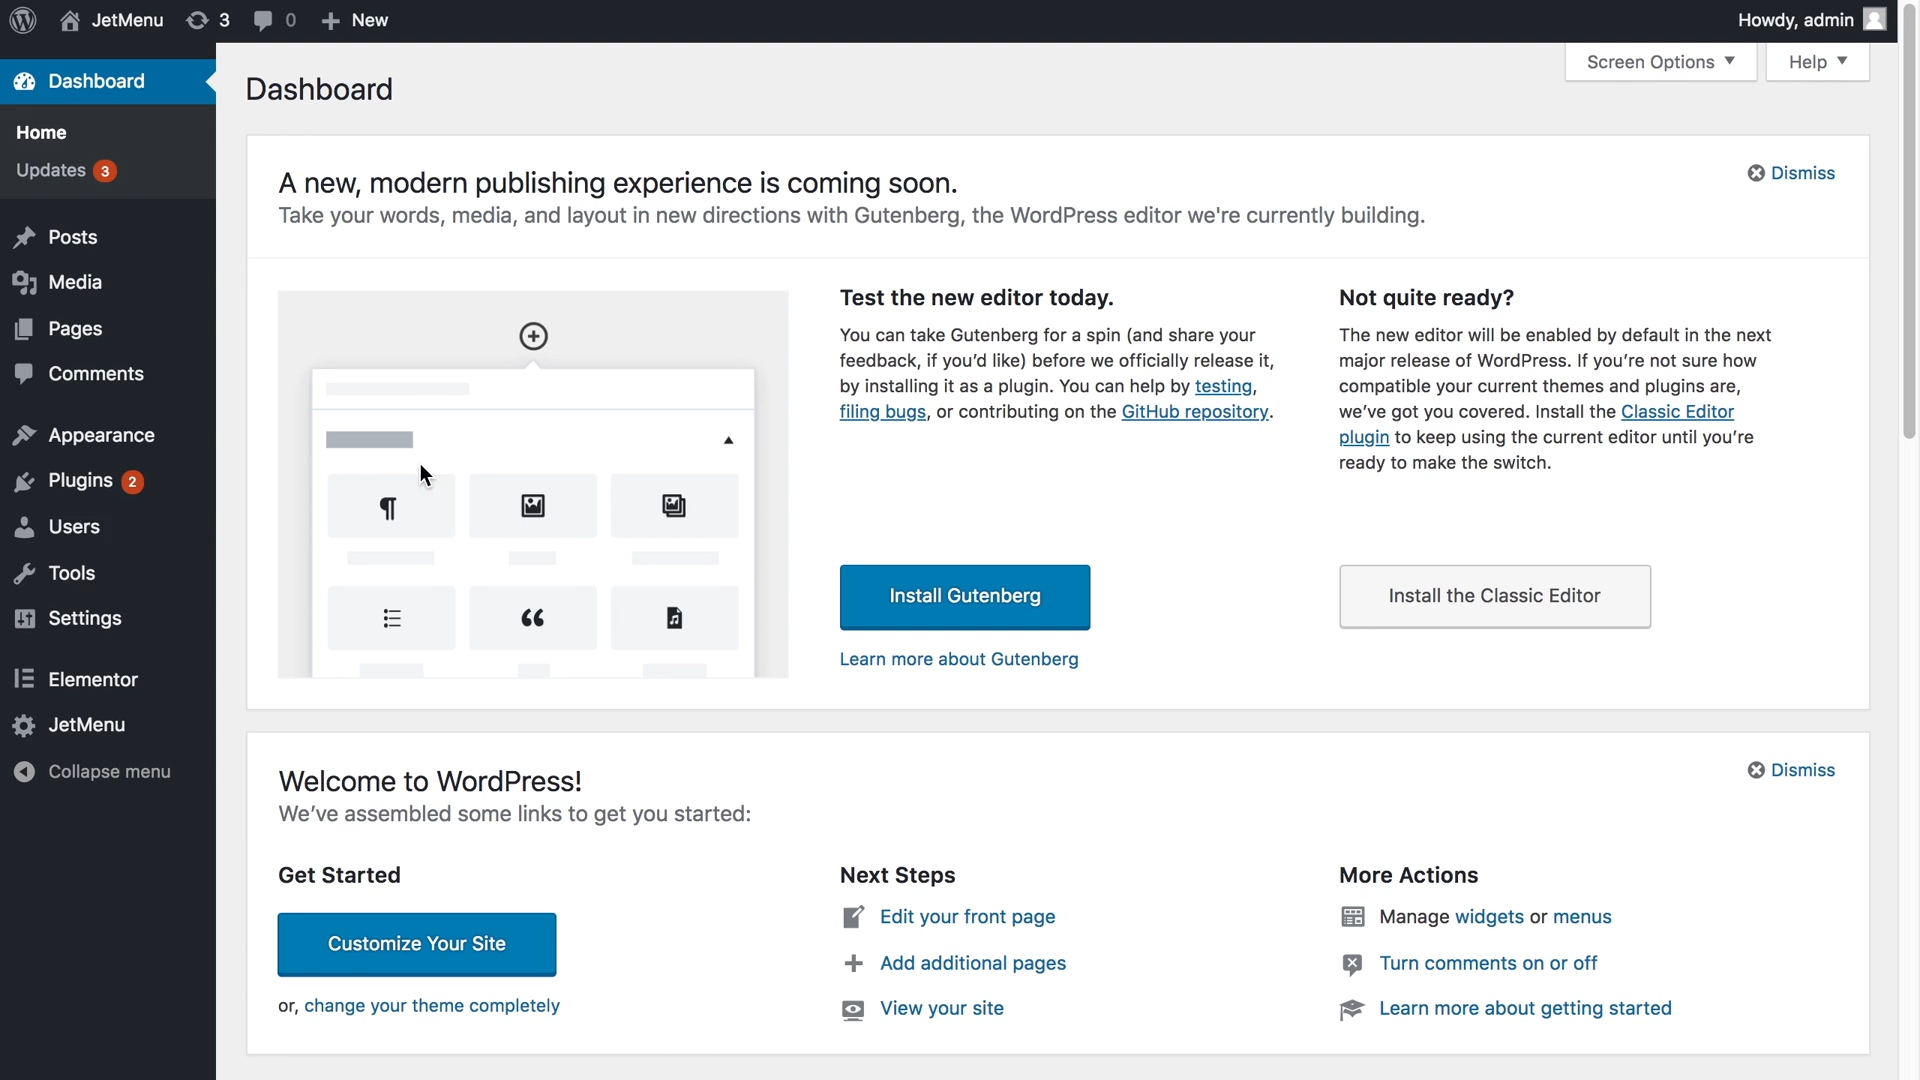 JetMenu 3 0 New Howdy, admin
Screen Options Help
Dashboard
Home
Updates 3
Posts
Media
Pages
Comments
Appearance
Plugins 2
Users
Tools
Settings
Elementor
JetMenu
Collapse menu
Dashboard
A new, modern publishing experience is coming soon.
Dismiss
Take your words, media, and layout in new directions with Gutenberg, the WordPress editor we're currently building.
Test the new editor today.
You can take Gutenberg for a spin (and share your
feedback, if you'd like) before we officially release it,
by installing it as a plugin. You can help by testing,
filing bugs, or contributing on the GitHub repository.
Install Gutenberg
Learn more about Gutenberg
Not quite ready?
The new editor will be enabled by default in the next
major release of WordPress. If you're not sure how
compatible your current themes and plugins are,
we've got you covered. Install the Classic Editor
plugin to keep using the current editor until you're
ready to make the switch.
Install the Classic Editor
Welcome to WordPress!
Dismiss
We've assembled some links to get you started:
Get Started
Customize Your Site
or, change your theme completely
Next Steps
Edit your front page
Add additional pages
View your site
More Actions
Manage widgets or menus
Turn comments on or off
Learn more about getting started